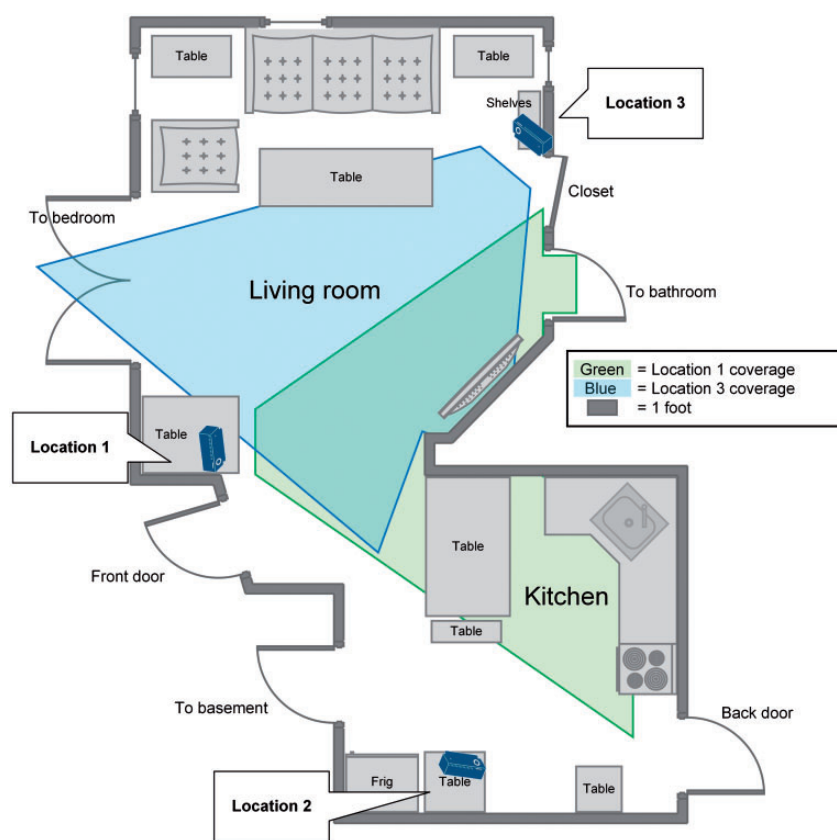 Table
Table
Shelves
Location 3
Table
Closet
To bedroom
Living room
To bathroom
Green = Location 1 coverage
Blue = Location 3 coverage
= 1 foot
Location 1
Table
Table
Front door
Kitchen
Table
To basement
Back door
Frig
Table
Table
Location 2